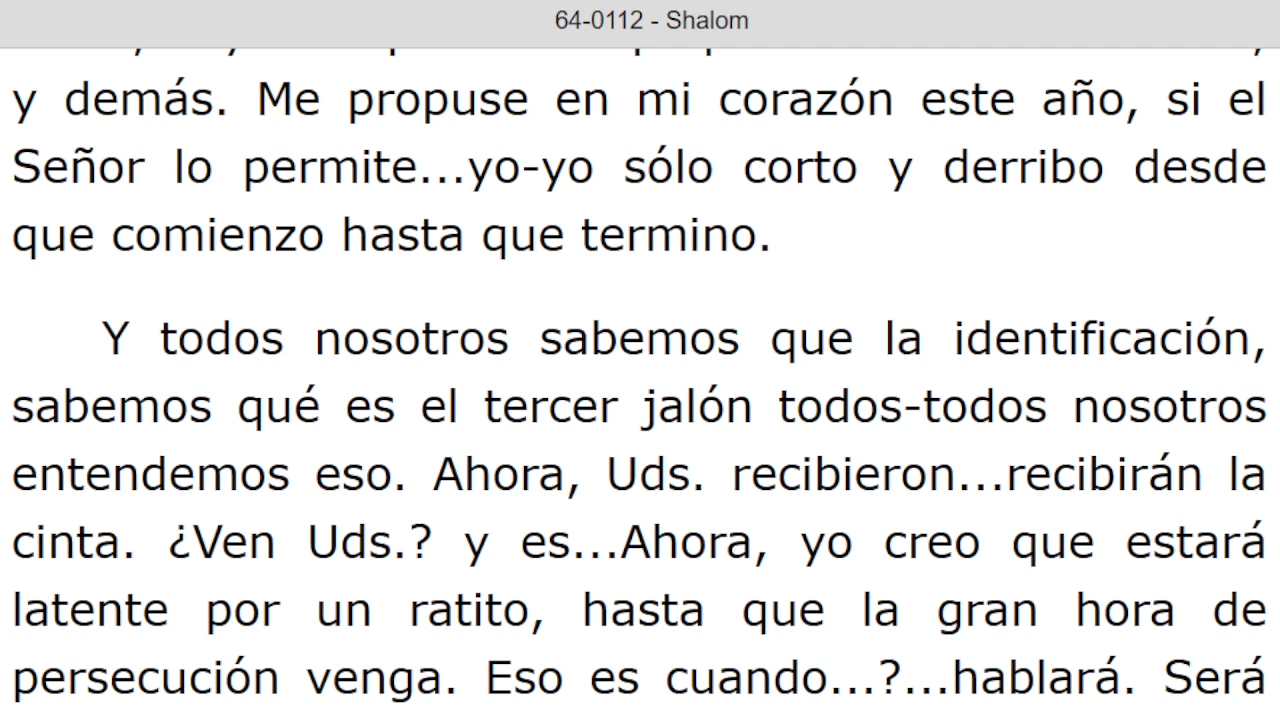 64-0112 - Shalom
y demás. Me propuse en mi corazón este año, si el
Señor lo permite...yo-yo sólo corto y derribo desde
que comienzo hasta que termino.
Y todos nosotros sabemos que la identificación,
sabemos qué es el tercer jalón todos-todos nosotros
entendemos eso. Ahora, Uds. recibieron...recibirán la
cinta. ¿Ven Uds.? y es...Ahora, yo creo que estará
latente por un ratito, hasta que la gran hora de
persecución venga. Eso es cuando...?...hablará. Será